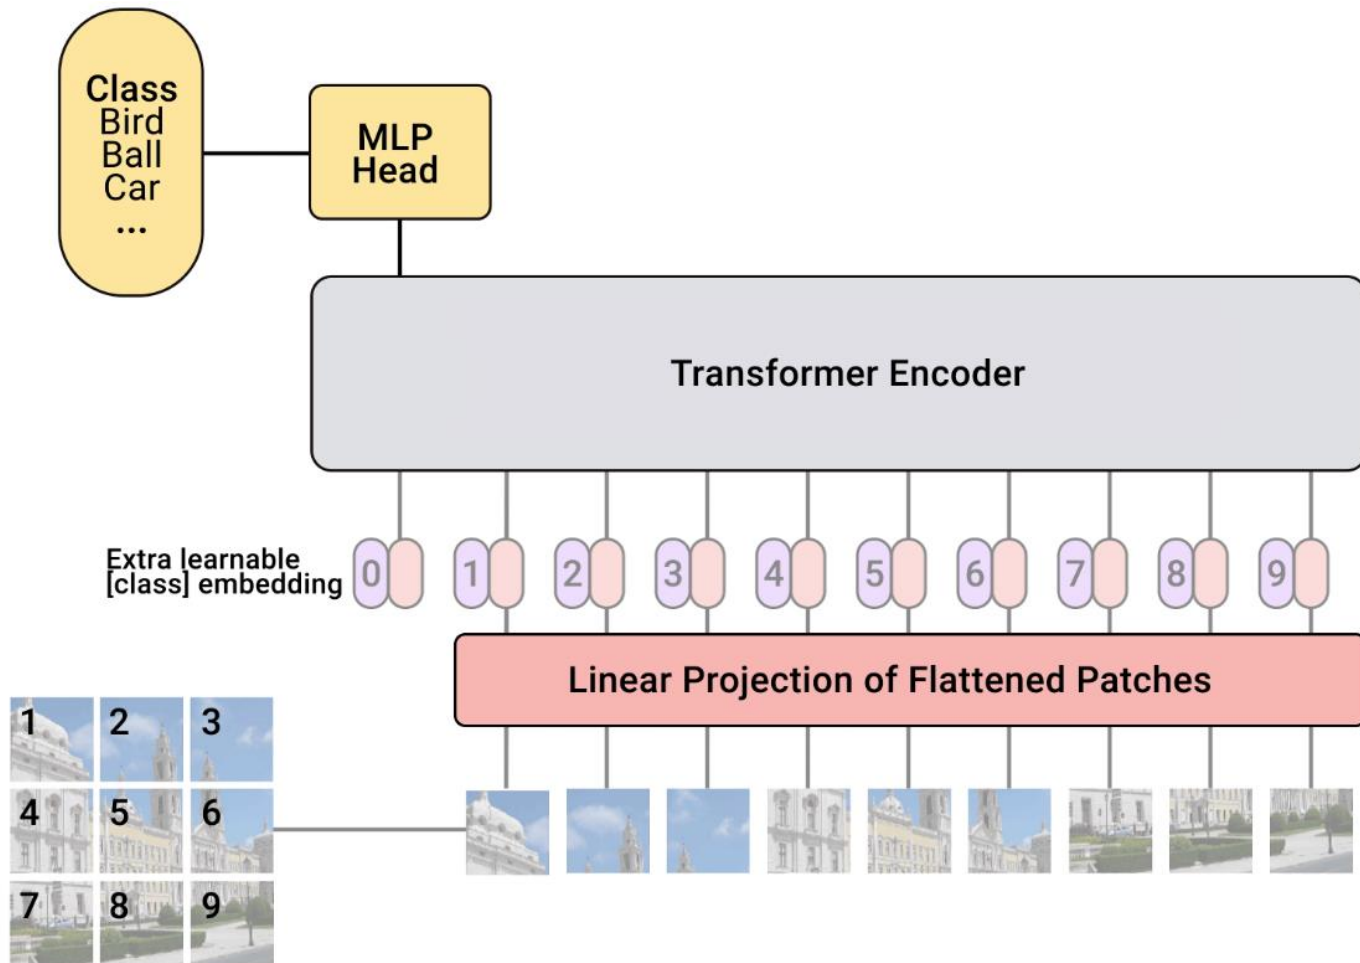 Class
Bird
Ball
Car
...
MLP
Head
Transformer Encoder
Extra learnable
[class] embedding
0 1 2 3 4 5 6 7 8 9
Linear Projection of Flattened Patches
1 2 3
4 5 6
7 8 9